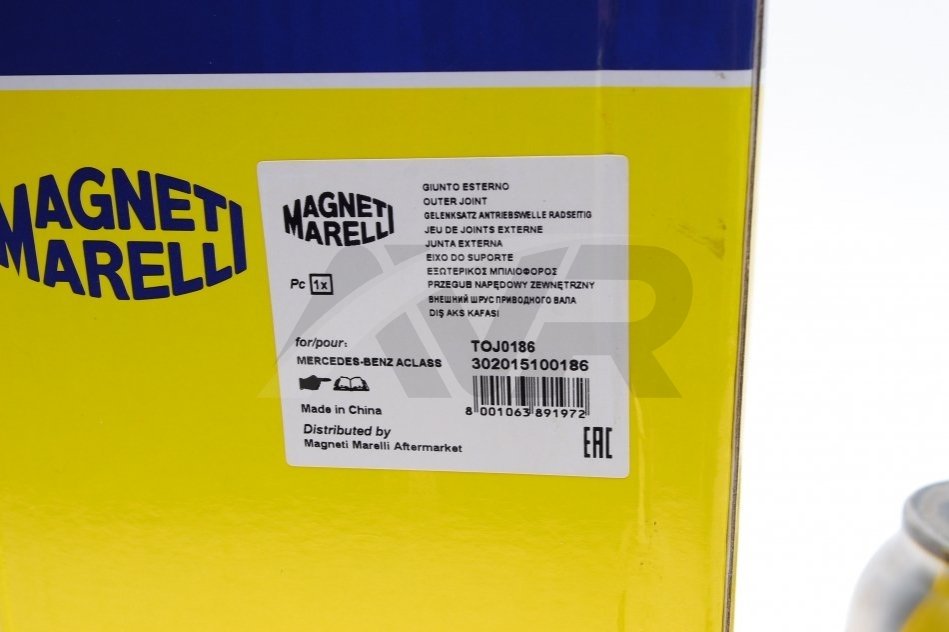 MAGNETI
MARELLI
MAGNETI
MARELLI
GIUNTO ESTERNO
OUTER JOINT
GELENKSATZ ANTRIEBSWELLE RADSEITIG
JEU DE JOINTS EXTERNE
JUNTA EXTERNA
EIXO DO SUPORTE
ΕΞΩΤΕΡΙΚΟΣ ΜΠΙΛΙΟΦΟΡΟΣ
PRZEGUB NAPĘDOWY ZEWNĘTRZNY
ВНЕШНИЙ ШРУС ПРИВОДНОГО ВАЛА
DIŞ AKS KAFASI
Pc 1x
for/pour:
MERCEDES-BENZ ACLASS
TOJ0186
302015100186
8 001063 891972
Made in China
Distributed by
Magneti Marelli Aftermarket
EAC
AVR